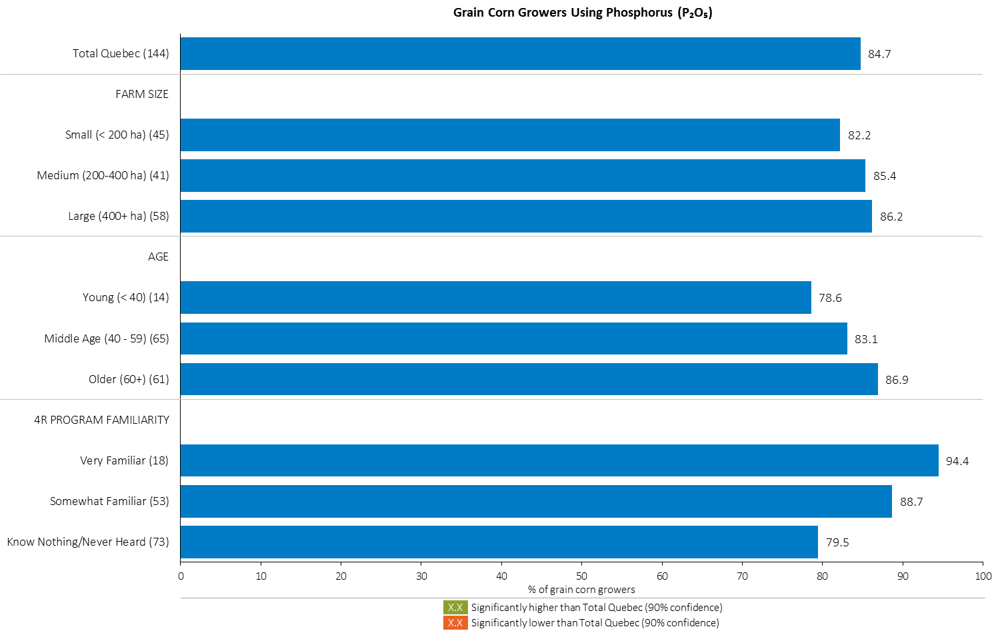 Grain Corn Growers Using Phosphorus (P₂O₅)
Total Quebec (144)
84.7
FARM SIZE
Small (< 200 ha) (45)
82.2
Medium (200-400 ha) (41)
85.4
Large (400+ ha) (58)
86.2
AGE
Young (< 40) (14)
78.6
Middle Age (40 - 59) (65)
83.1
Older (60+) (61)
86.9
4R PROGRAM FAMILIARITY
Very Familiar (18)
94.4
Somewhat Familiar (53)
88.7
Know Nothing/Never Heard (73)
79.5
0 10 20 30 40 50 60 70 80 90 100
% of grain corn growers
X.X Significantly higher than Total Quebec (90% confidence)
X.X Significantly lower than Total Quebec (90% confidence)